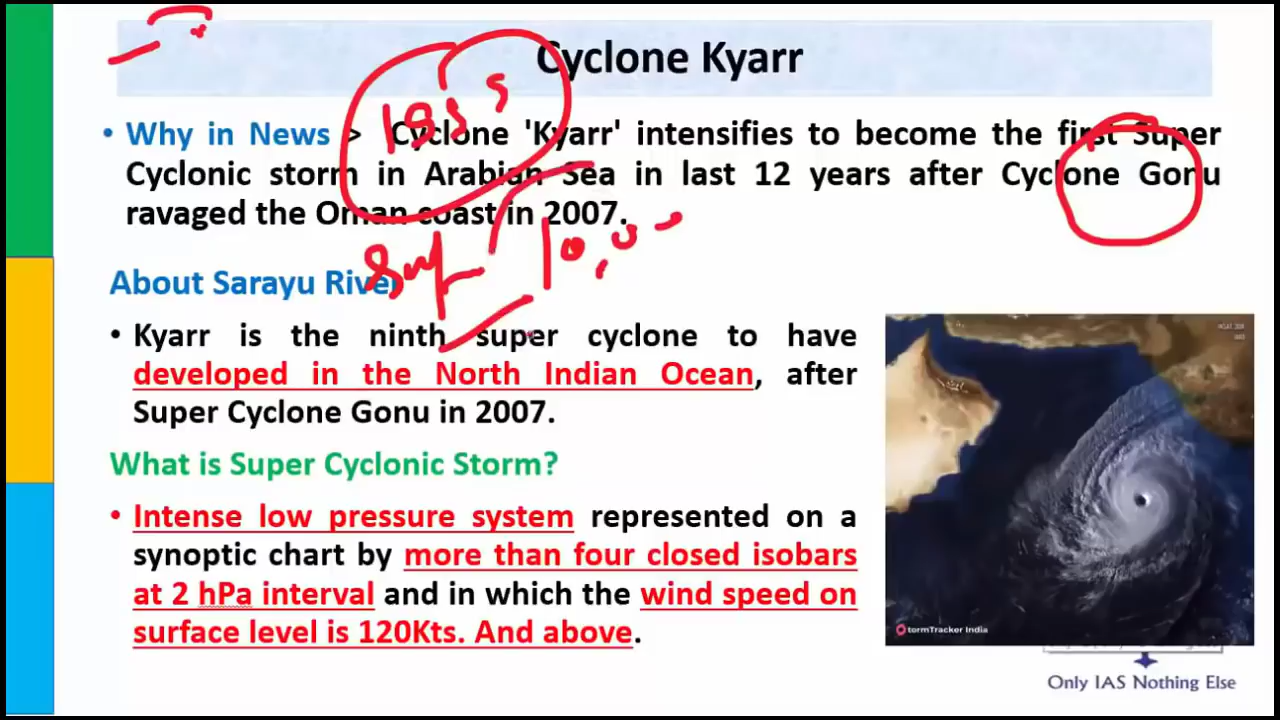 Cyclone Kyarr
• Why in News > Cyclone 'Kyarr' intensifies to become the first Super
Cyclonic storm in Arabian Sea in last 12 years after Cyclone Gonu
ravaged the Oman coast in 2007.
About Sarayu River
• Kyarr is the ninth super cyclone to have
developed in the North Indian Ocean, after
Super Cyclone Gonu in 2007.
What is Super Cyclonic Storm?
• Intense low pressure system represented on a
synoptic chart by more than four closed isobars
at 2 hPa interval and in which the wind speed on
surface level is 120Kts. And above.
tormTracker India
Only IAS Nothing Else